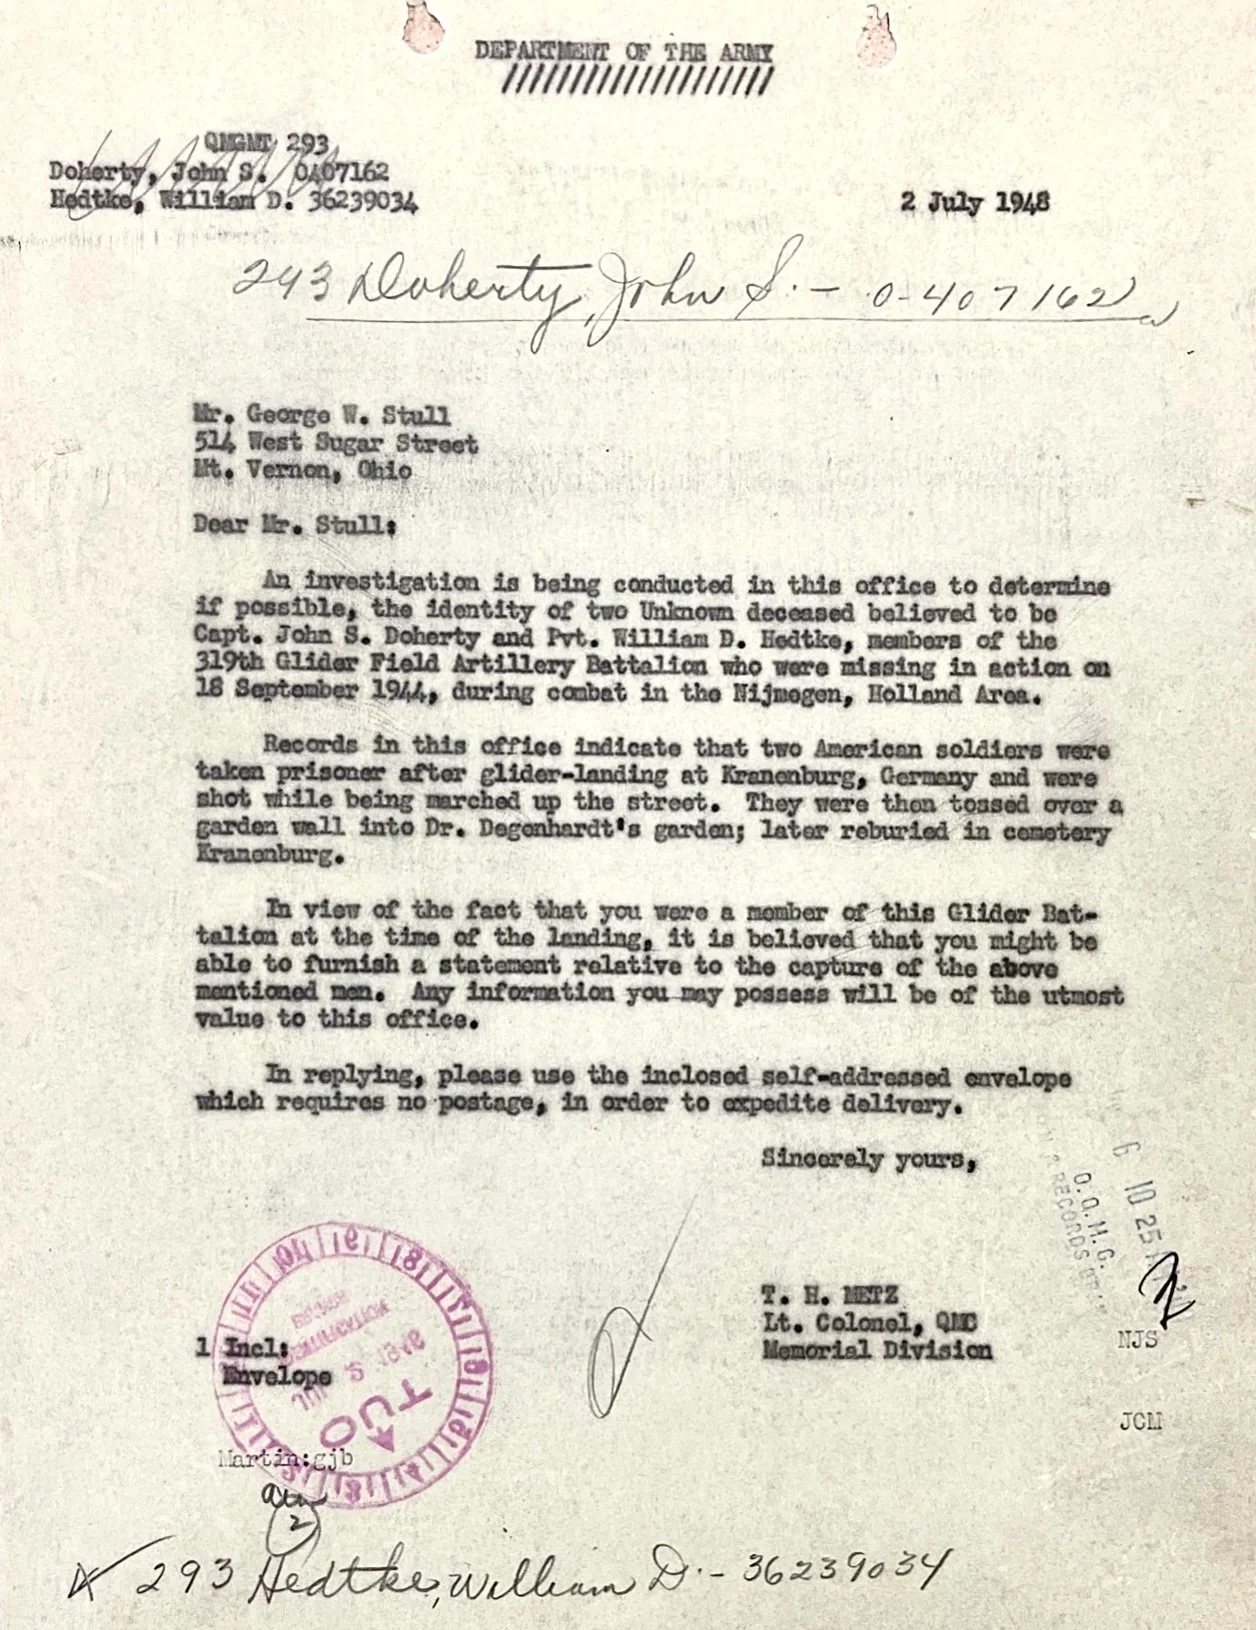 DEPARTMENT OF THE ARMY
QMGMT 293
Doherty, John S. 0407162
Hedtke, William D. 36239034
2 July 1948
293 Doherty, John S. - 0-407162
Mr. George W. Stull
514 West Sugar Street
Mt. Vernon, Ohio
Dear Mr. Stull:
An investigation is being conducted in this office to determine
if possible, the identity of two Unknown deceased believed to be
Capt. John S. Doherty and Pvt. William D. Hedtke, members of the
319th Glider Field Artillery Battalion who were missing in action on
18 September 1944, during combat in the Nijmegen, Holland Area.
Records in this office indicate that two American soldiers were
taken prisoner after glider-landing at Kranenburg, Germany and were
shot while being marched up the street. They were then tossed over a
garden wall into Dr. Degenhardt's garden; later reburied in cemetery
Kranenburg.
In view of the fact that you were a member of this Glider Bat-
talion at the time of the landing, it is believed that you might be
able to furnish a statement relative to the capture of the above
mentioned men. Any information you may possess will be of the utmost
value to this office.
In replying, please use the inclosed self-addressed envelope
which requires no postage, in order to expedite delivery.
Sincerely yours,
6 10 25
O.Q.M.G.
RECORDS
T. H. METZ
Lt. Colonel, QMC
Memorial Division
NJS
JCM
1 Incl:
Envelope
OUT
JUL 2 1948
Martin:gjb
2
293 Hedtke, William D. - 36239034